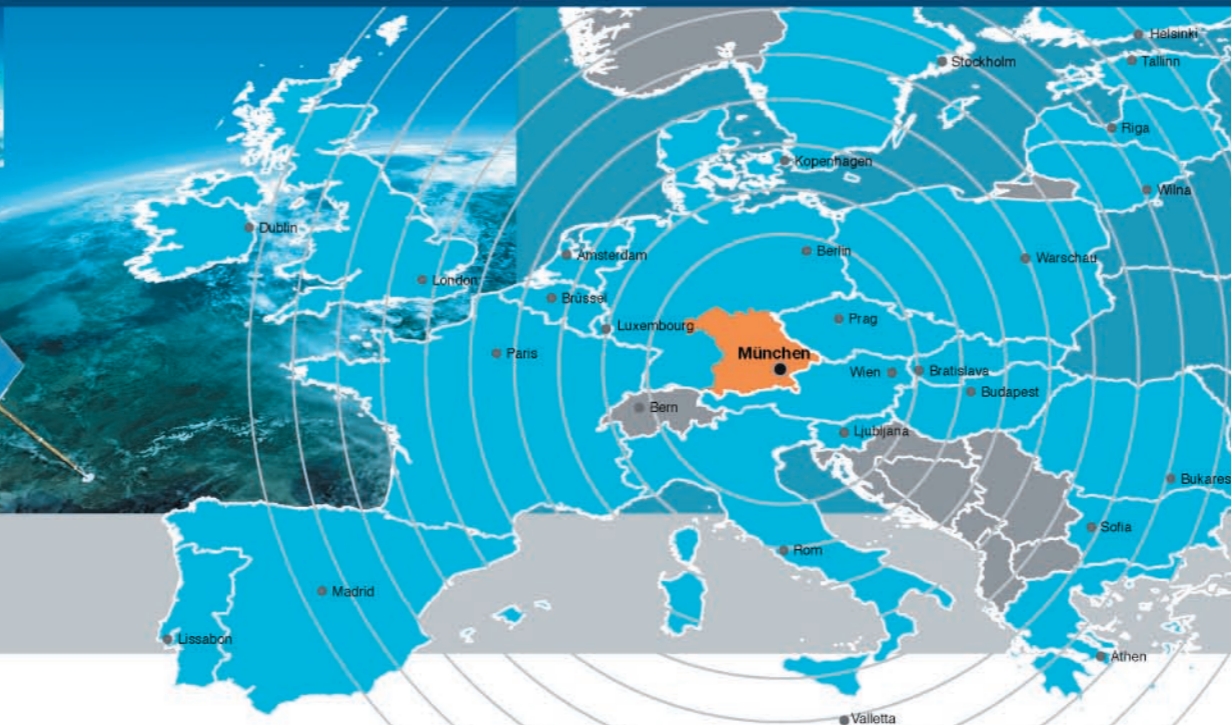 Helsinki
Stockholm
Tallinn
Riga
Kopenhagen
Wilna
Dublin
Amsterdam
Berlin
Warschau
London
Brüssel
Luxembourg
Prag
Paris
München
Wien
Bratislava
Budapest
Bern
Ljubljana
Bukares
Sofia
Rom
Madrid
Lissabon
Athen
Valletta